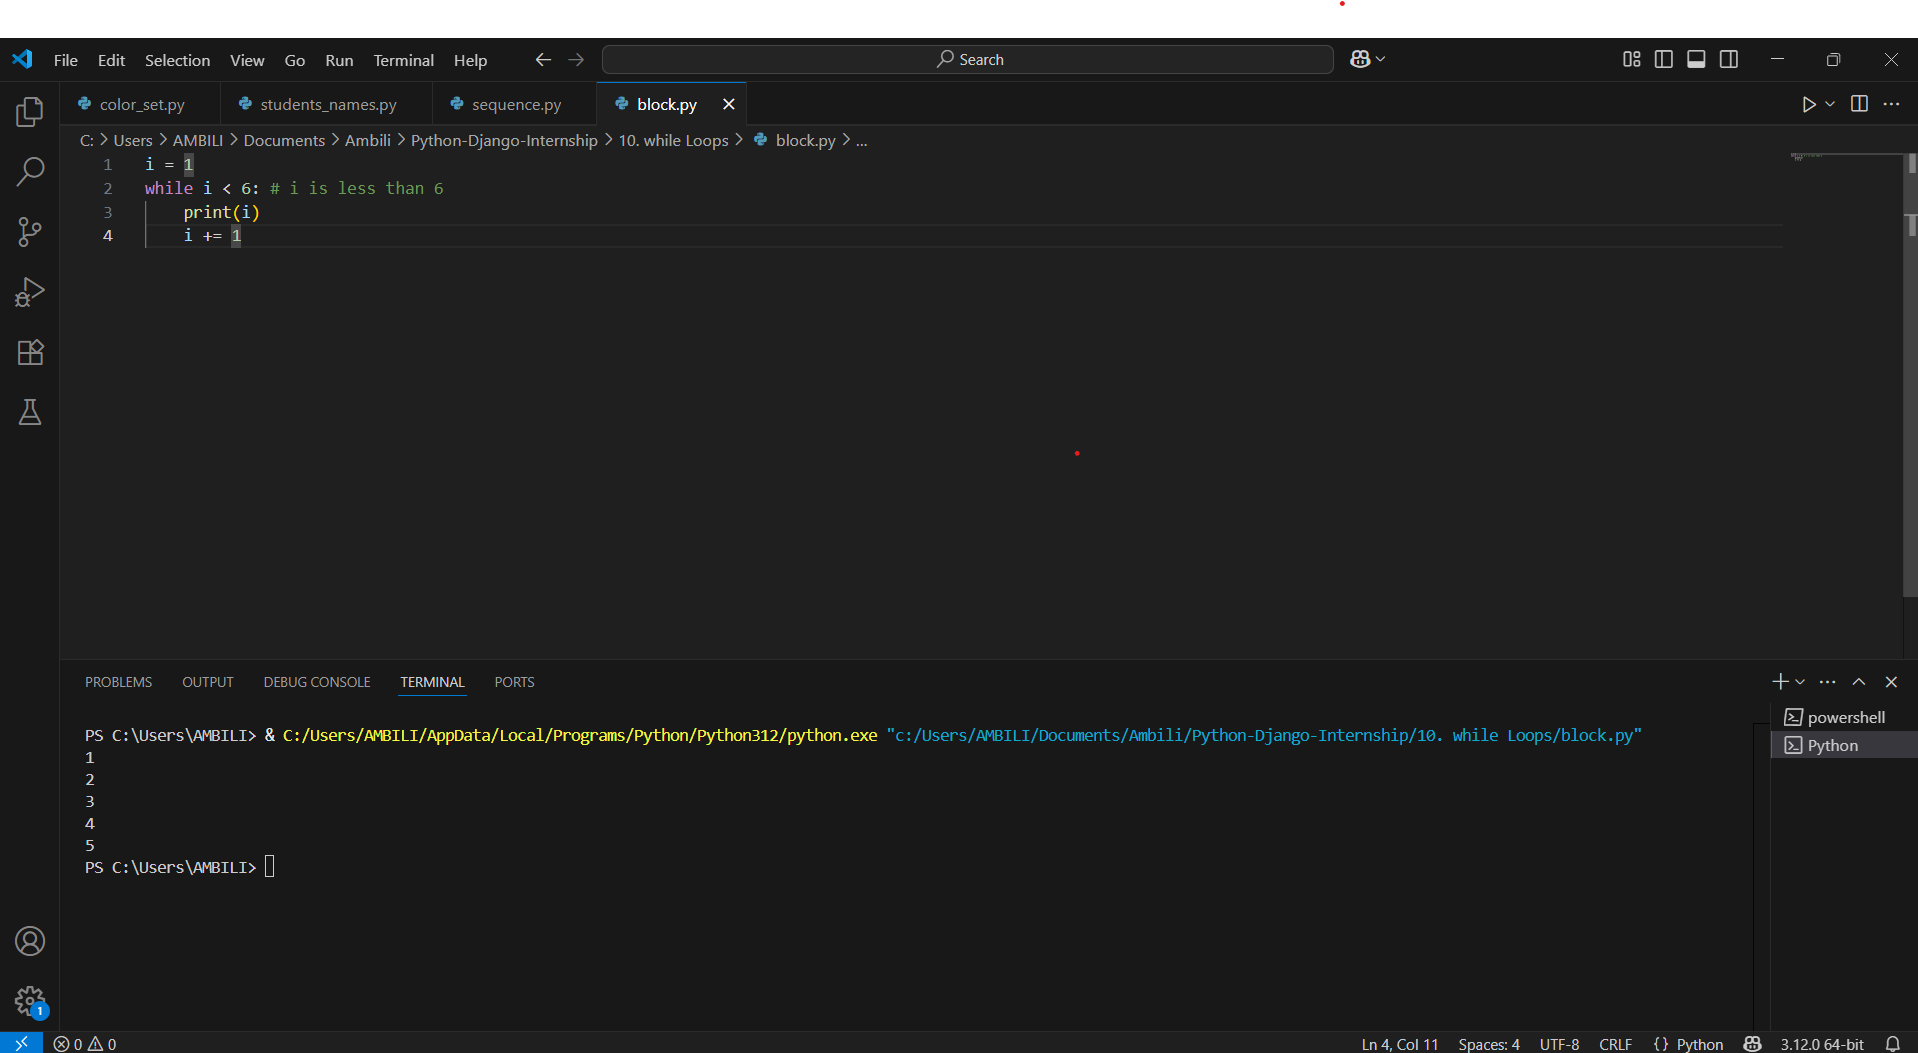 File Edit Selection View Go Run Terminal Help Search
color_set.py students_names.py sequence.py block.py
C: > Users > AMBILI > Documents > Ambili > Python-Django-Internship > 10. while Loops > block.py > ...
1 i = 1
2 while i < 6: # i is less than 6
3 print(i)
4 i += 1
PROBLEMS OUTPUT DEBUG CONSOLE TERMINAL PORTS
powershell
Python
PS C:\Users\AMBILI> & C:/Users/AMBILI/AppData/Local/Programs/Python/Python312/python.exe "c:/Users/AMBILI/Documents/Ambili/Python-Django-Internship/10. while Loops/block.py"
1
2
3
4
5
PS C:\Users\AMBILI>
1
0 0 Ln 4, Col 11 Spaces: 4 UTF-8 CRLF {} Python 3.12.0 64-bit